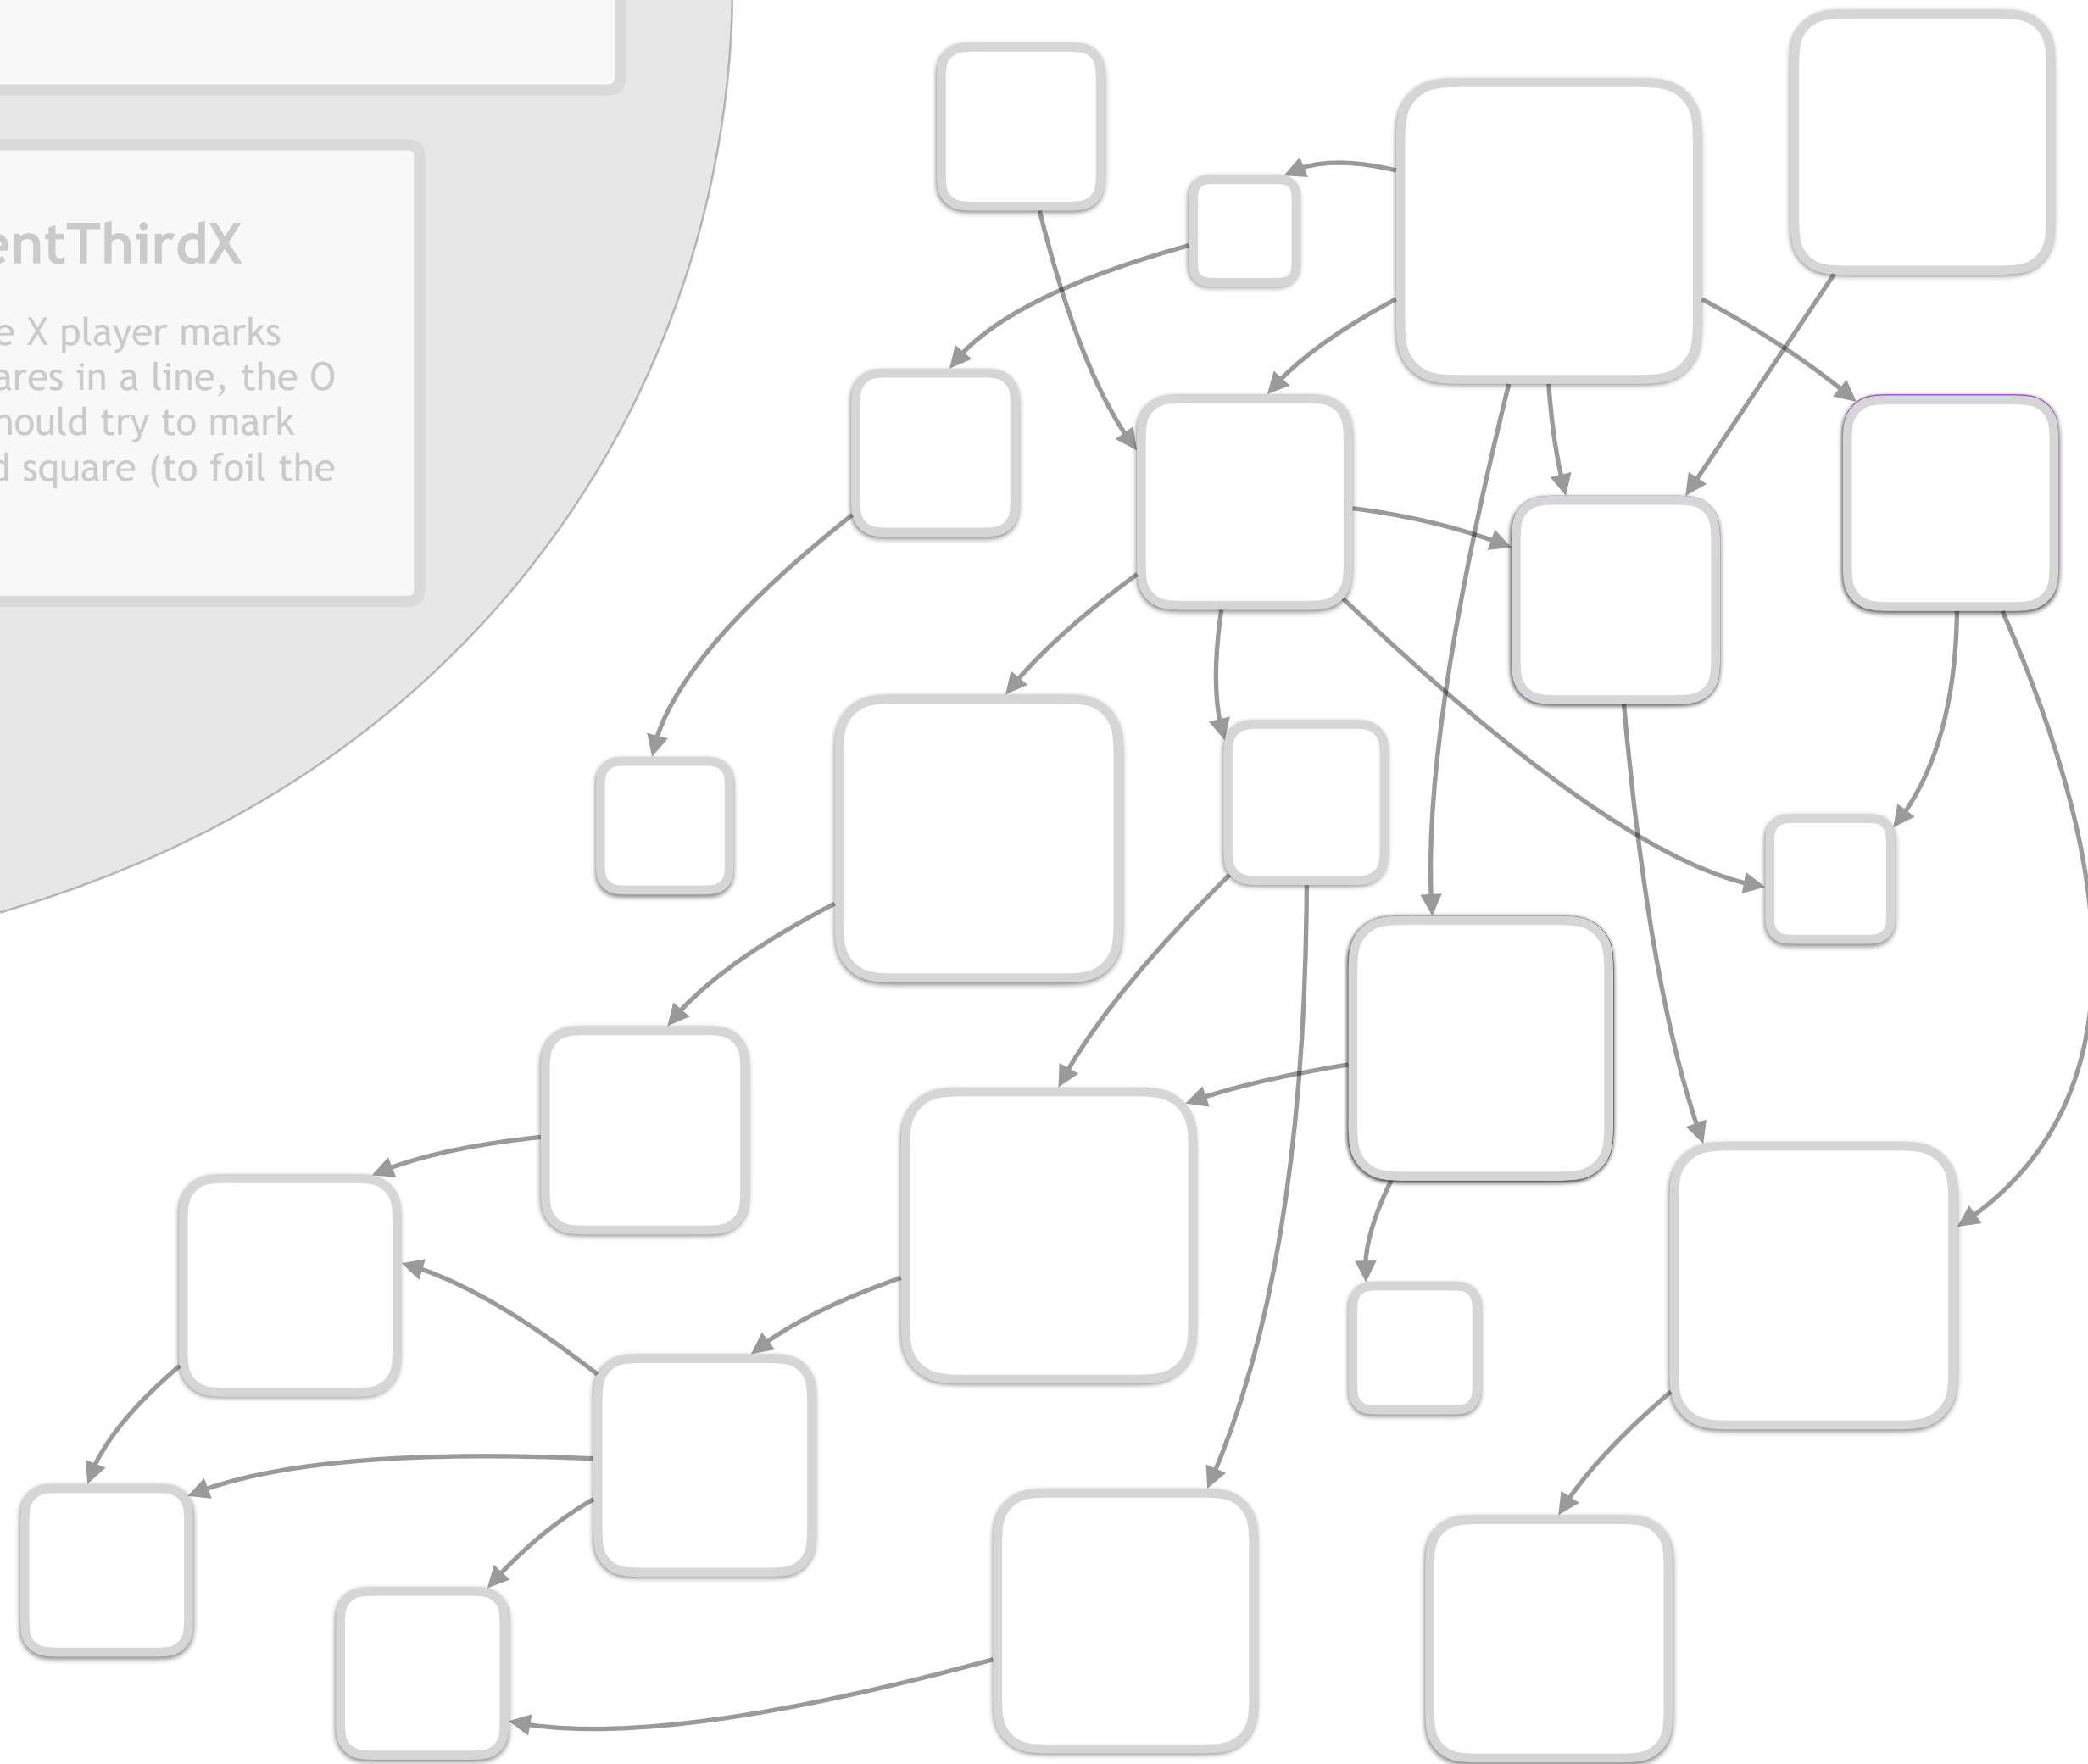 entThirdX
e X player marks
ares in a line, the O
hould try to mark
d square (to foil the